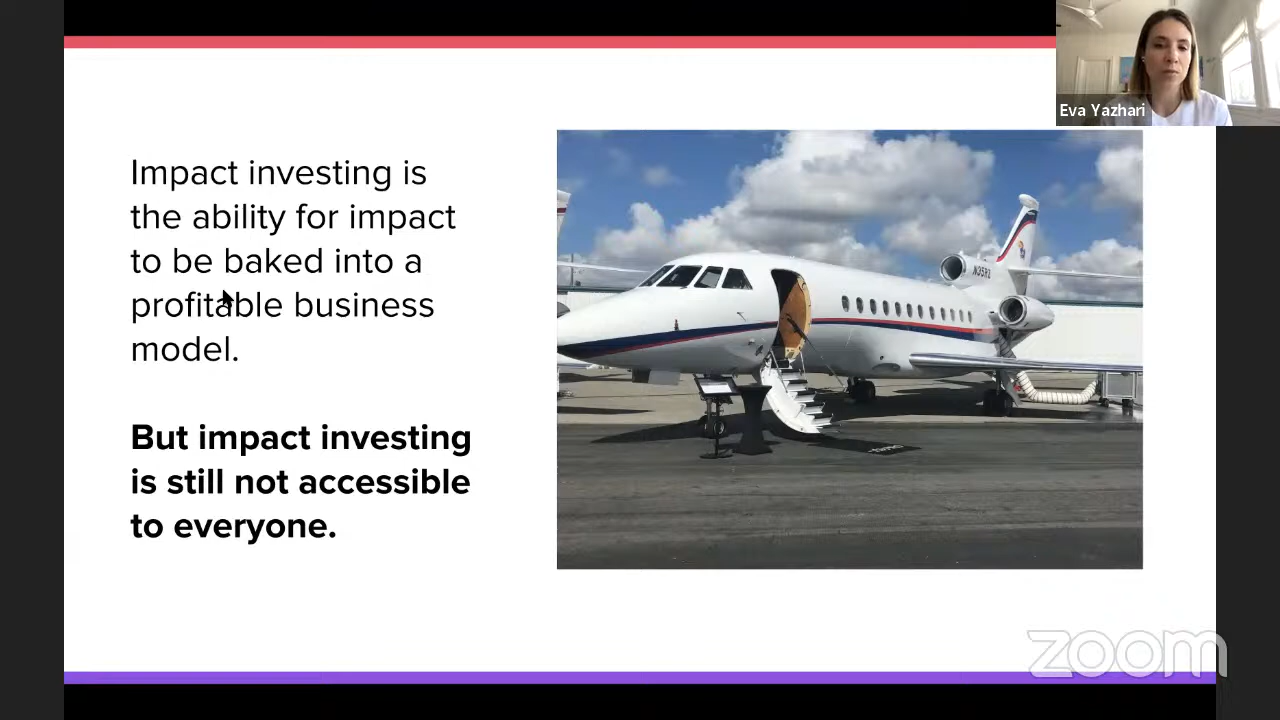 Eva Yazhari
Impact investing is
the ability for impact
to be baked into a
profitable business
model.
But impact investing
is still not accessible
to everyone.
zoom